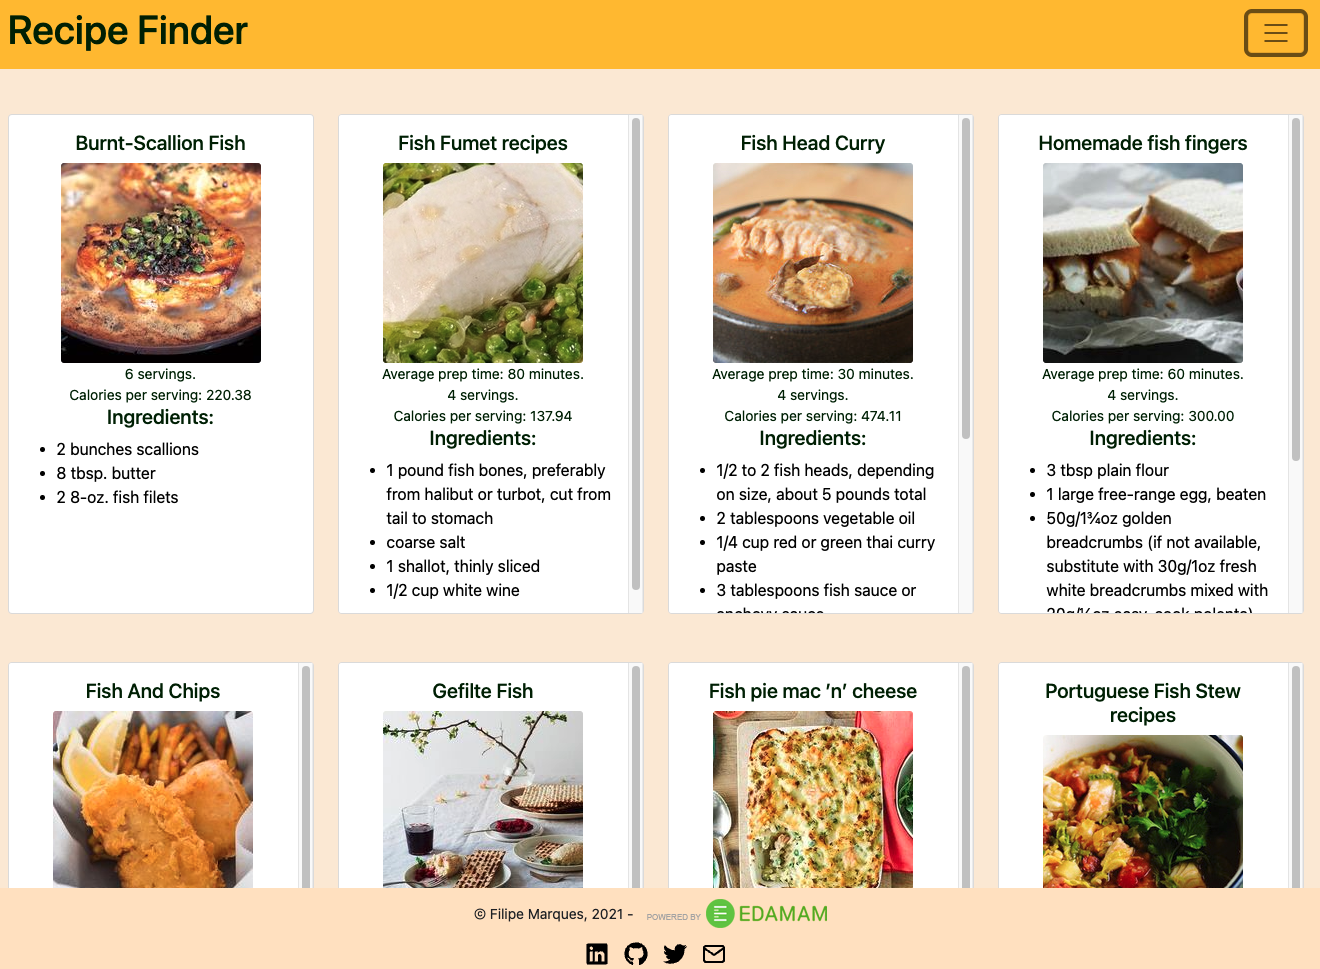 Recipe Finder
Burnt-Scallion Fish
6 servings.
Calories per serving: 220.38
Ingredients:
• 2 bunches scallions
• 8 tbsp. butter
• 2 8-oz. fish filets
Fish Fumet recipes
Average prep time: 80 minutes.
4 servings.
Calories per serving: 137.94
Ingredients:
• 1 pound fish bones, preferably
from halibut or turbot, cut from
tail to stomach
• coarse salt
• 1 shallot, thinly sliced
• 1/2 cup white wine
Fish Head Curry
Average prep time: 30 minutes.
4 servings.
Calories per serving: 474.11
Ingredients:
• 1/2 to 2 fish heads, depending
on size, about 5 pounds total
• 2 tablespoons vegetable oil
• 1/4 cup red or green thai curry
paste
• 3 tablespoons fish sauce or
anchovy sauce
Homemade fish fingers
Average prep time: 60 minutes.
4 servings.
Calories per serving: 300.00
Ingredients:
• 3 tbsp plain flour
• 1 large free-range egg, beaten
• 50g/1¾oz golden
breadcrumbs (if not available,
substitute with 30g/1oz fresh
white breadcrumbs mixed with
easy-cook polenta)
Fish And Chips
Gefilte Fish
Fish pie mac ’n’ cheese
Portuguese Fish Stew
recipes
© Filipe Marques, 2021 - POWERED BY EDAMAM
in